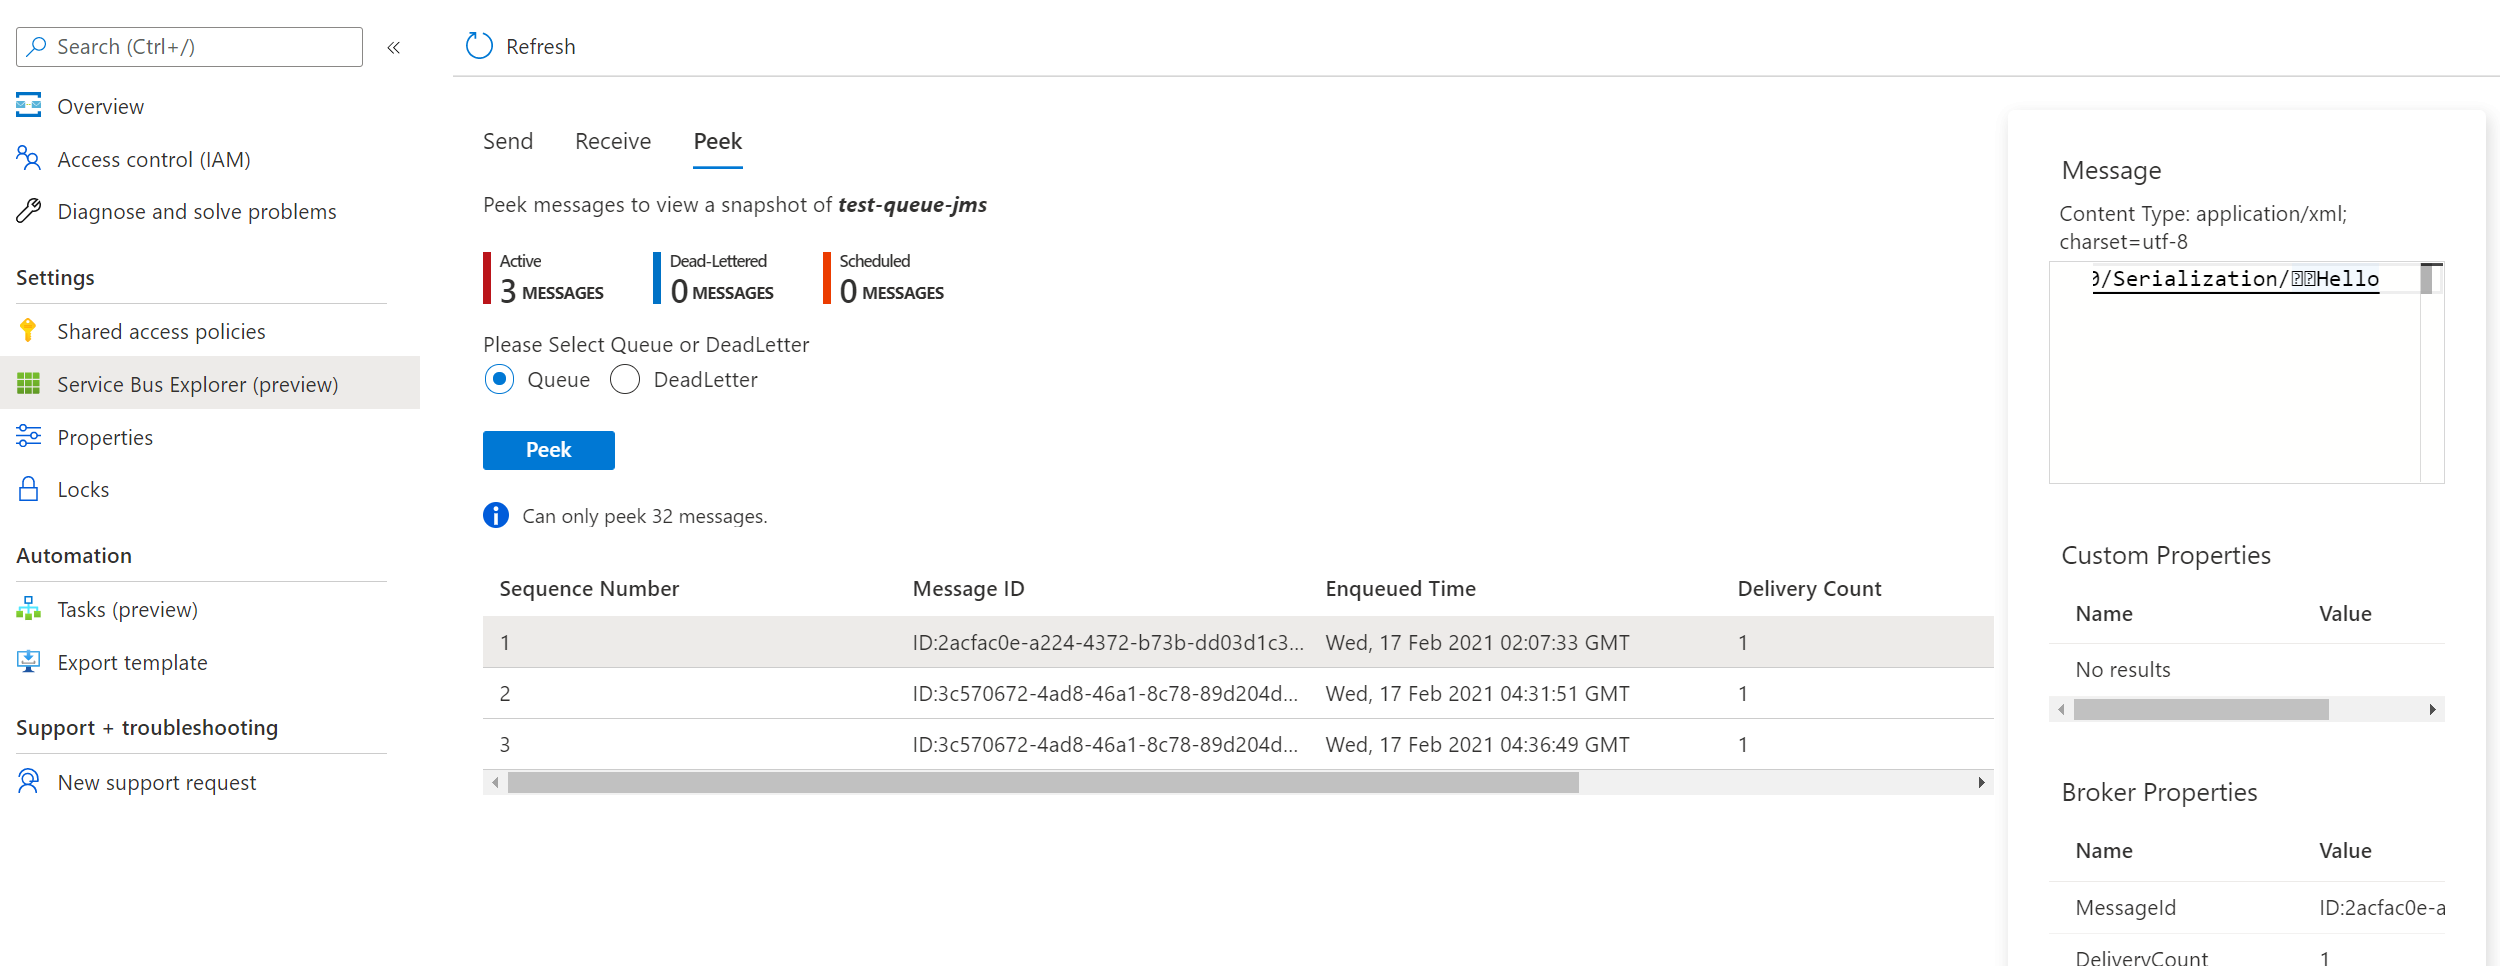 Search (Ctrl+/)
«
Overview
Access control (IAM)
Diagnose and solve problems
Settings
Shared access policies
Service Bus Explorer (preview)
Properties
Locks
Automation
Tasks (preview)
Export template
Support + troubleshooting
New support request
Refresh
Send Receive Peek
Peek messages to view a snapshot of test-queue-jms
Active Dead-Lettered Scheduled
3 MESSAGES 0 MESSAGES 0 MESSAGES
Please Select Queue or DeadLetter
Queue DeadLetter
Peek
Can only peek 32 messages.
Sequence Number Message ID Enqueued Time Delivery Count
1 ID:2acfac0e-a224-4372-b73b-dd03d1c3... Wed, 17 Feb 2021 02:07:33 GMT 1
2 ID:3c570672-4ad8-46a1-8c78-89d204d... Wed, 17 Feb 2021 04:31:51 GMT 1
3 ID:3c570672-4ad8-46a1-8c78-89d204d... Wed, 17 Feb 2021 04:36:49 GMT 1
Message
Content Type: application/xml;
charset=utf-8
0/Serialization/Hello
Custom Properties
Name Value
No results
Broker Properties
Name Value
MessageId ID:2acfac0e-a
DeliveryCount 1